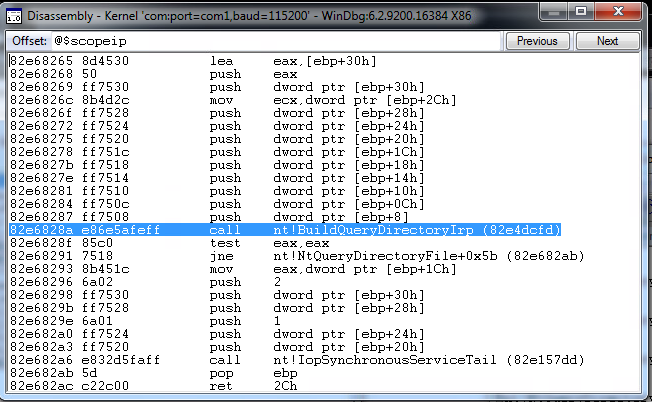 Disassembly - Kernel 'com:port=com1,baud=115200' - WinDbg:6.2.9200.16384 X86
Offset: @$scopeip Previous Next
82e68265 8d4530 lea eax,[ebp+30h]
82e68268 50 push eax
82e68269 ff7530 push dword ptr [ebp+30h]
82e6826c 8b4d2c mov ecx,dword ptr [ebp+2Ch]
82e6826f ff7528 push dword ptr [ebp+28h]
82e68272 ff7524 push dword ptr [ebp+24h]
82e68275 ff7520 push dword ptr [ebp+20h]
82e68278 ff751c push dword ptr [ebp+1Ch]
82e6827b ff7518 push dword ptr [ebp+18h]
82e6827e ff7514 push dword ptr [ebp+14h]
82e68281 ff7510 push dword ptr [ebp+10h]
82e68284 ff750c push dword ptr [ebp+0Ch]
82e68287 ff7508 push dword ptr [ebp+8]
82e6828a e86e5afeff call nt!BuildQueryDirectoryIrp (82e4dcfd)
82e6828f 85c0 test eax,eax
82e68291 7518 jne nt!NtQueryDirectoryFile+0x5b (82e682ab)
82e68293 8b451c mov eax,dword ptr [ebp+1Ch]
82e68296 6a02 push 2
82e68298 ff7530 push dword ptr [ebp+30h]
82e6829b ff7528 push dword ptr [ebp+28h]
82e6829e 6a01 push 1
82e682a0 ff7524 push dword ptr [ebp+24h]
82e682a3 ff7520 push dword ptr [ebp+20h]
82e682a6 e832d5faff call nt!IopSynchronousServiceTail (82e157dd)
82e682ab 5d pop ebp
82e682ac c22c00 ret 2Ch